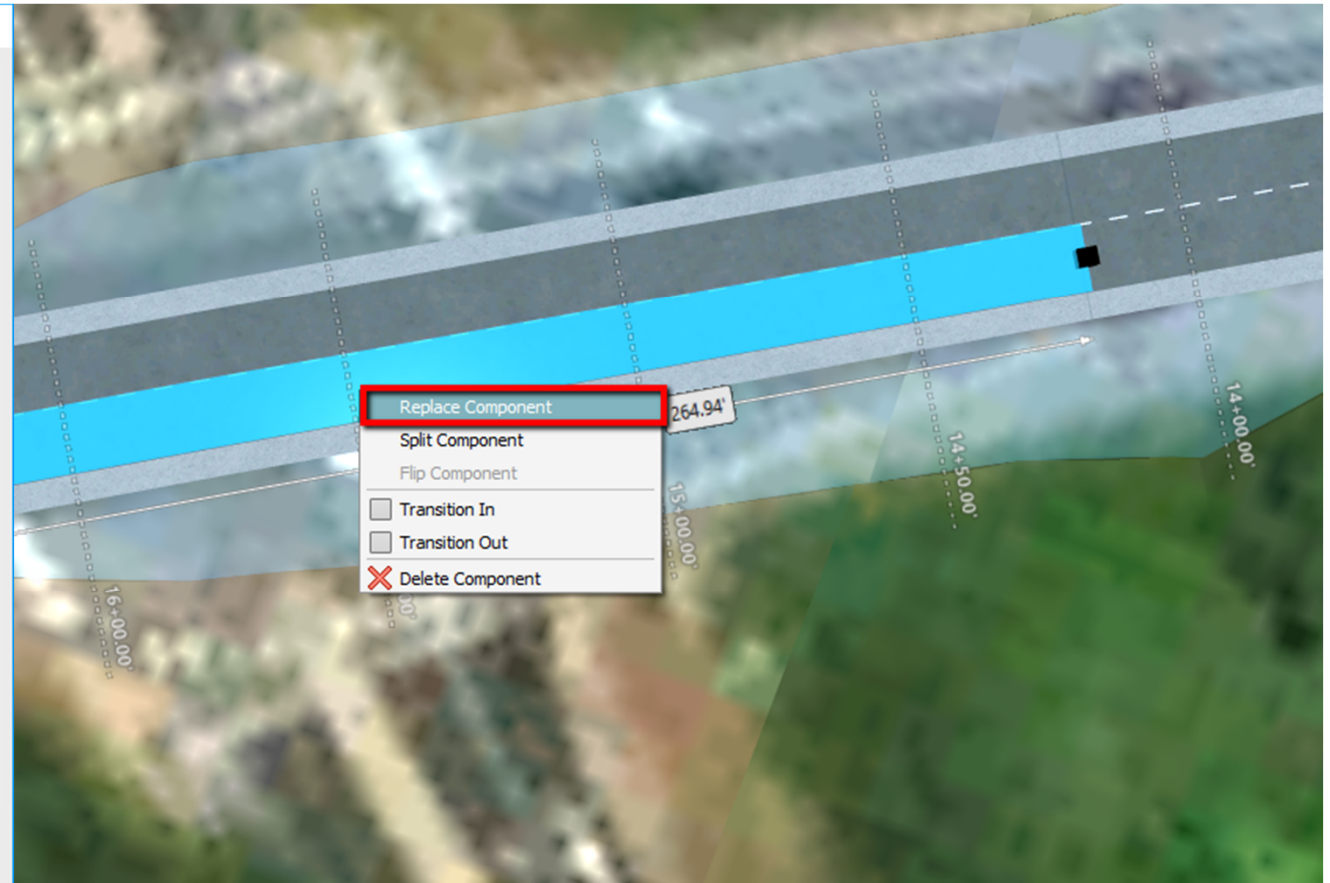 Replace Component
264.94'
Split Component
Flip Component
Transition In
Transition Out
Delete Component
14+00.00'
14+50.00'
15+00.00'
16+00.00'